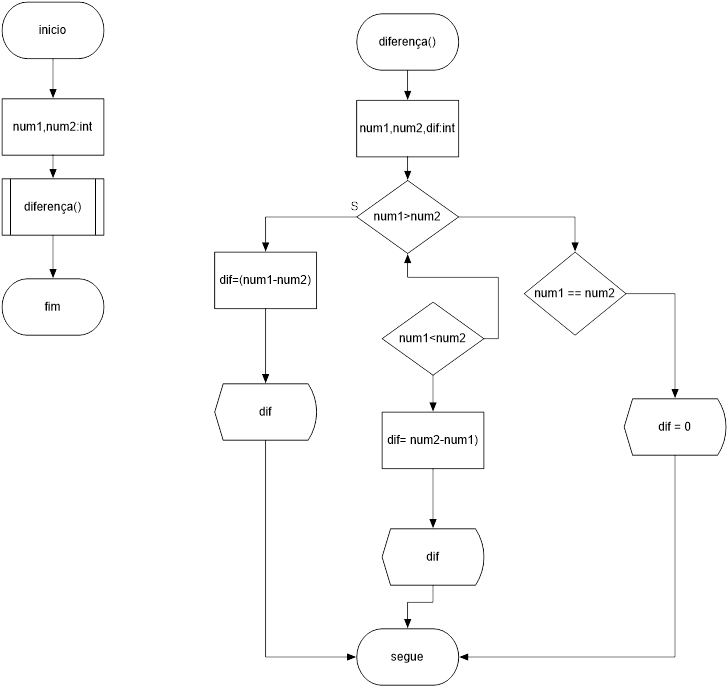 inicio
num1,num2:int
diferença()
fim
diferença()
num1,num2,dif:int
num1>num2
S
dif=(num1-num2)
dif
num1<num2
dif= num2-num1)
dif
num1 == num2
dif = 0
segue